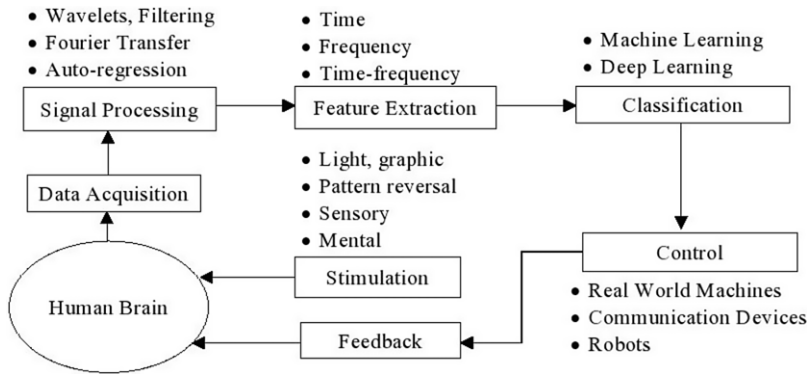 • Wavelets, Filtering
• Fourier Transfer
• Auto-regression
Signal Processing
• Time
• Frequency
• Time-frequency
Feature Extraction
• Machine Learning
• Deep Learning
Classification
Data Acquisition
• Light, graphic
• Pattern reversal
• Sensory
• Mental
Stimulation
Control
• Real World Machines
• Communication Devices
• Robots
Human Brain
Feedback